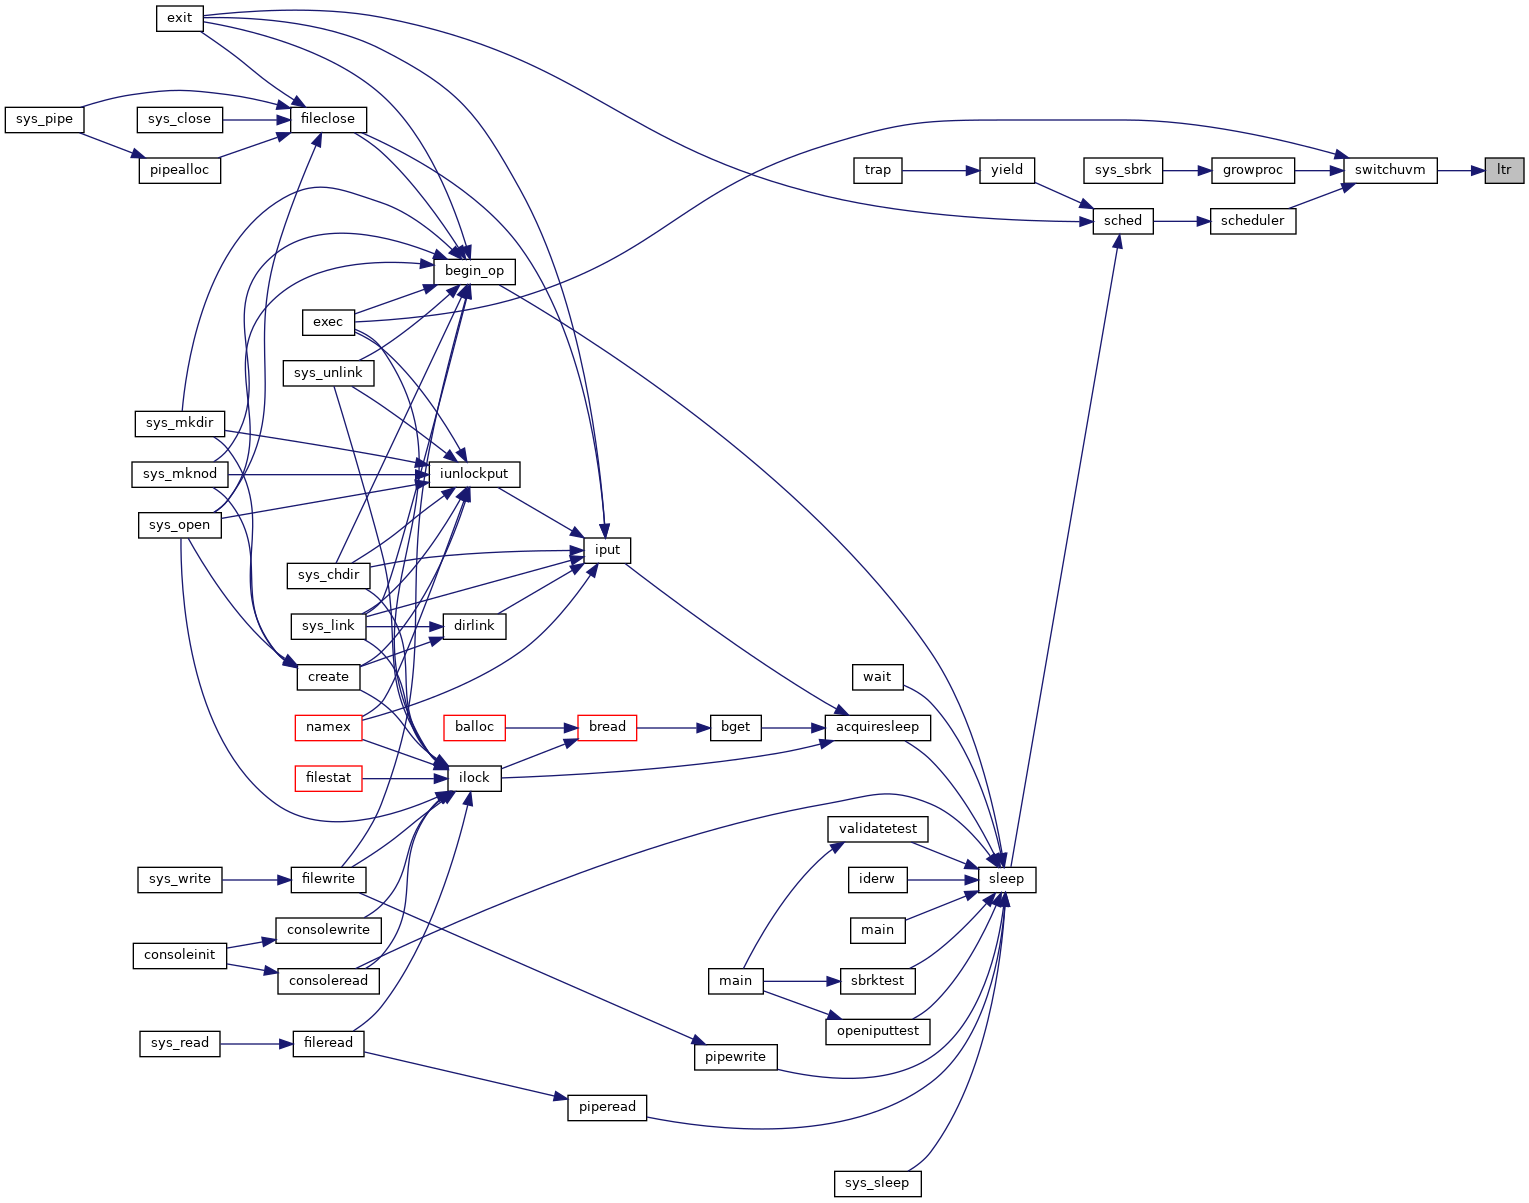 exit
sys_pipe
sys_close
fileclose
pipealloc
trap
yield
sys_sbrk
growproc
switchuvm
ltr
sched
scheduler
begin_op
exec
sys_unlink
sys_mkdir
sys_mknod
iunlockput
sys_open
iput
sys_chdir
sys_link
dirlink
create
wait
namex
balloc
bread
bget
acquiresleep
filestat
ilock
validatetest
sys_write
filewrite
iderw
sleep
consolewrite
main
consoleinit
consoleread
main
sbrktest
openiputtest
sys_read
fileread
pipewrite
piperead
sys_sleep